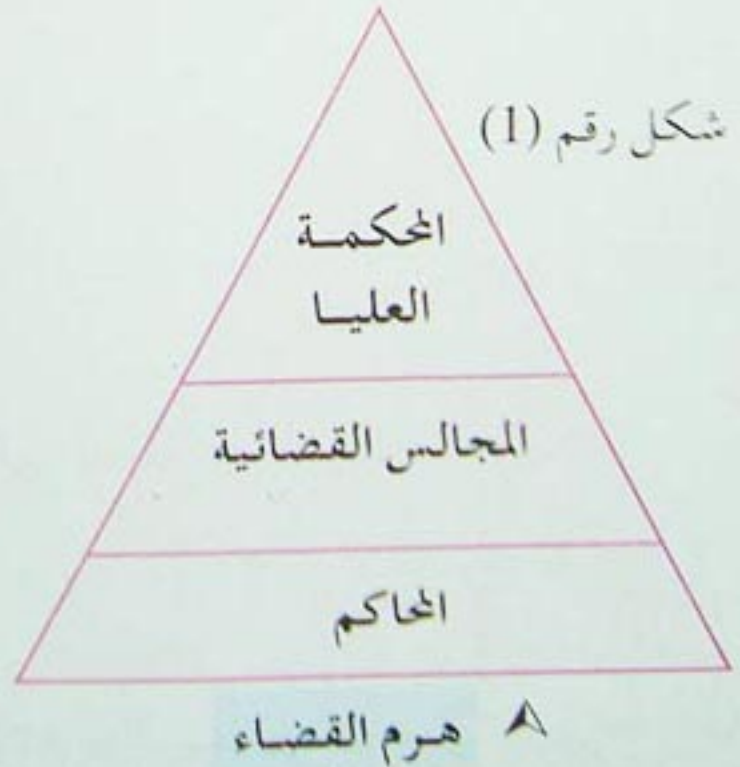 شكل رقم (1)
المحكمة
العليا
المجالس القضائية
المحاكم
هرم القضاء